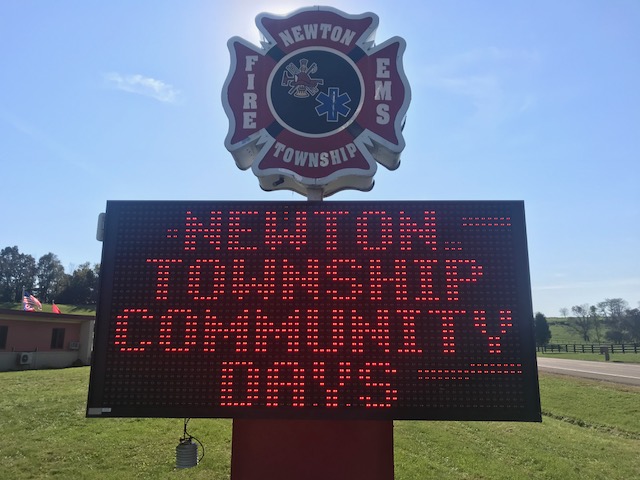 NEWTON
FIRE
EMS
TOWNSHIP
NEWTON
TOWNSHIP
COMMUNITY
DAYS